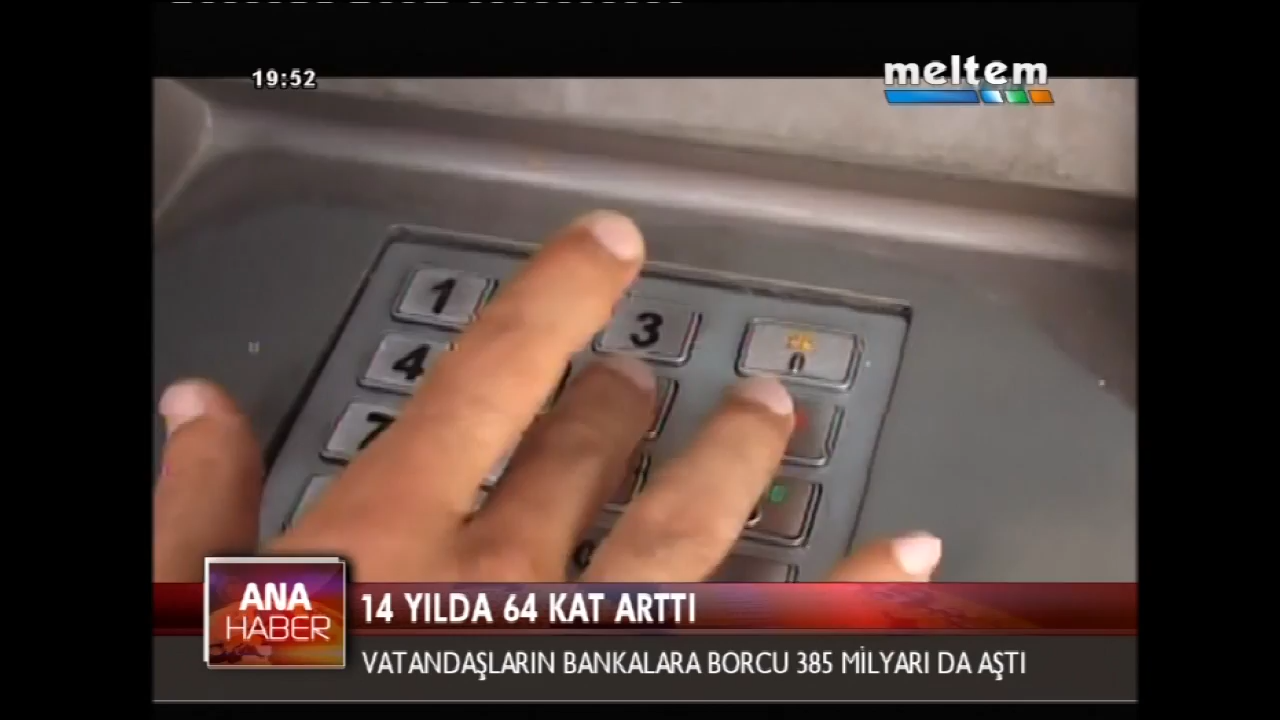 19:52
meltem
1
3
4
7
ANA
HABER
14 YILDA 64 KAT ARTTI
VATANDAŞLARIN BANKALARA BORCU 385 MİLYARI DA AŞTI